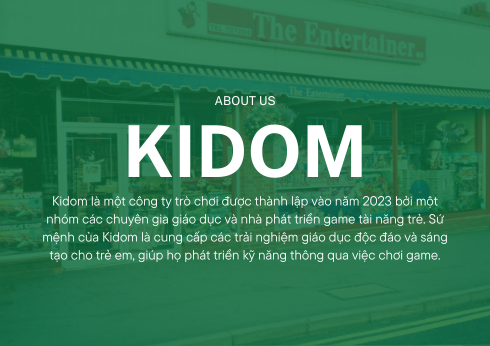 The Entertainer
The Entertainer
ABOUT US
KIDOM
Kidom là một công ty trò chơi được thành lập vào năm 2023 bởi một
nhóm các chuyên gia giáo dục và nhà phát triển game tài năng trẻ. Sứ
mệnh của Kidom là cung cấp các trải nghiệm giáo dục độc đáo và sáng
tạo cho trẻ em, giúp họ phát triển kỹ năng thông qua việc chơi game.